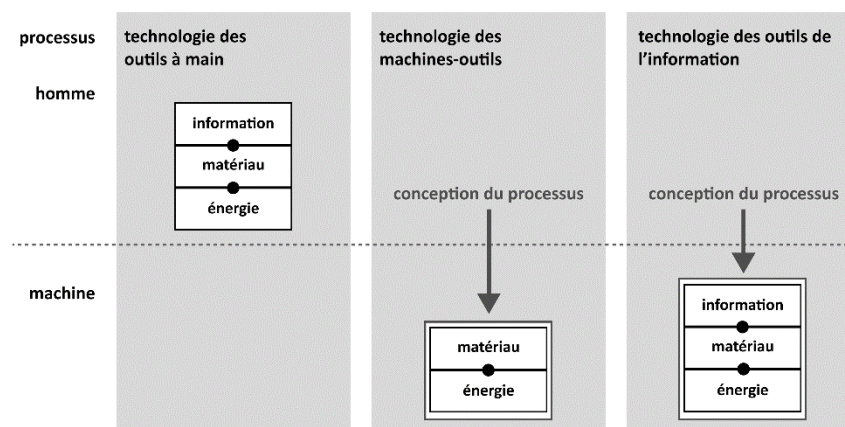 processus
technologie des
outils à main
technologie des
machines-outils
technologie des outils de
l'information
homme
information
matériau
énergie
conception du processus
conception du processus
machine
matériau
énergie
information
matériau
énergie